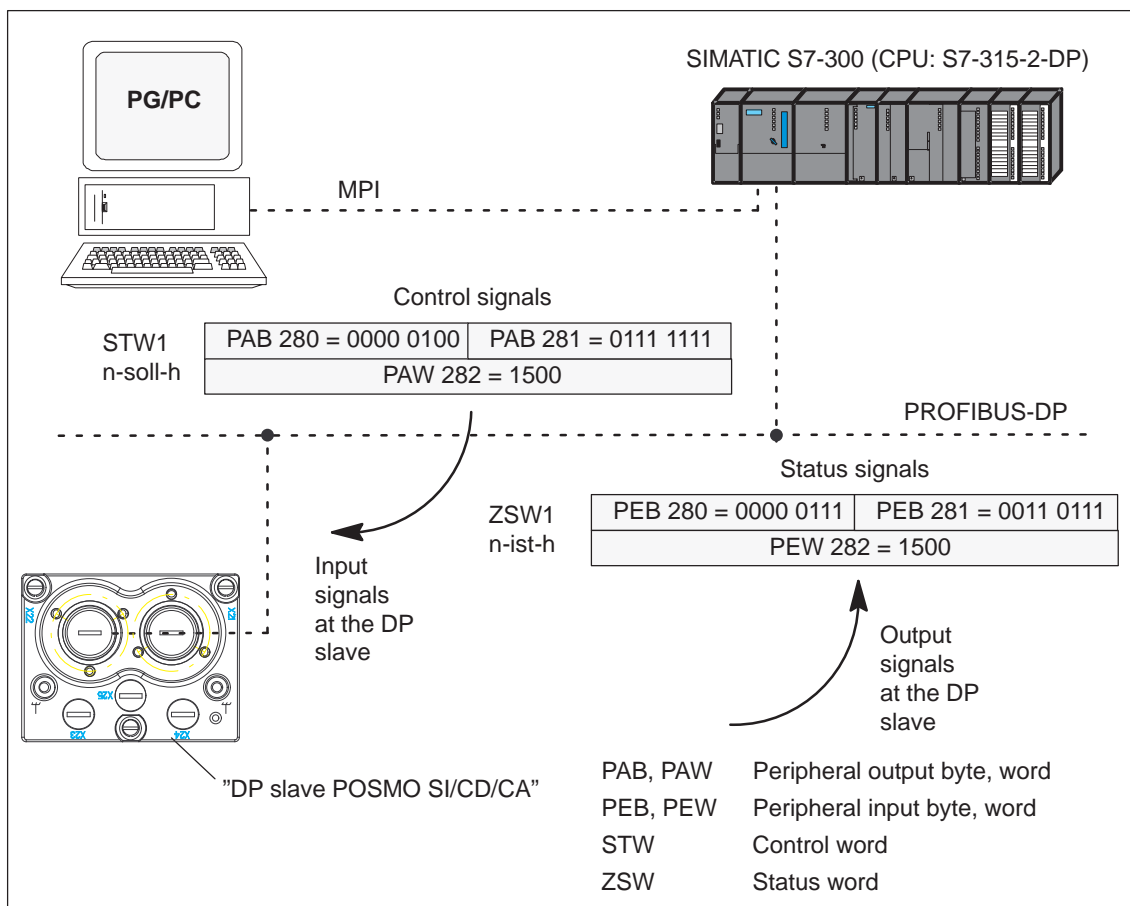 PG/PC
SIMATIC S7-300 (CPU: S7-315-2-DP)
MPI
Control signals
STW1
n-soll-h
PAB 280 = 0000 0100
PAB 281 = 0111 1111
PAW 282 = 1500
PROFIBUS-DP
Status signals
ZSW1
n-ist-h
PEB 280 = 0000 0111
PEB 281 = 0011 0111
PEW 282 = 1500
Input
signals
at the DP
slave
X22
X21
X25
X23
X24
Output
signals
at the DP
slave
”DP slave POSMO SI/CD/CA”
PAB, PAW Peripheral output byte, word
PEB, PEW Peripheral input byte, word
STW Control word
ZSW Status word